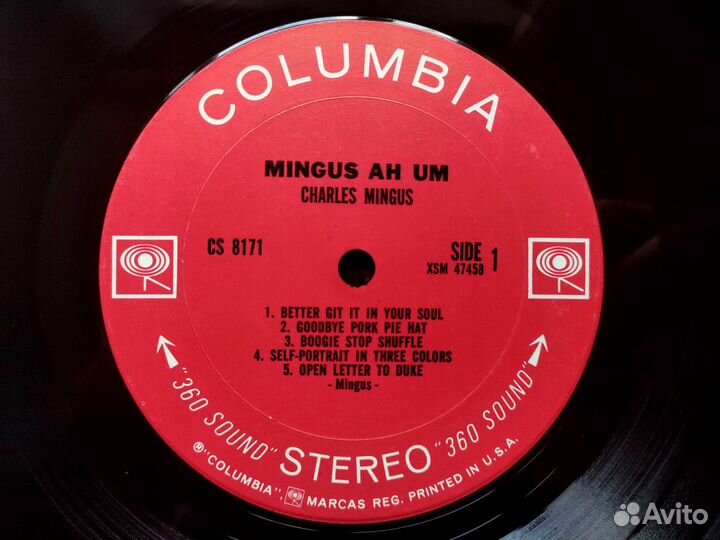 COLUMBIA
MINGUS AH UM
CHARLES MINGUS
CS 8171
SIDE 1
XSM 47458
1. BETTER GIT IT IN YOUR SOUL
2. GOODBYE PORK PIE HAT
3. BOOGIE STOP SHUFFLE
4. SELF-PORTRAIT IN THREE COLORS
5. OPEN LETTER TO DUKE
- Mingus -
"360 SOUND" STEREO "360 SOUND"
® "COLUMBIA", MARCAS REG. PRINTED IN U.S.A.
Avito